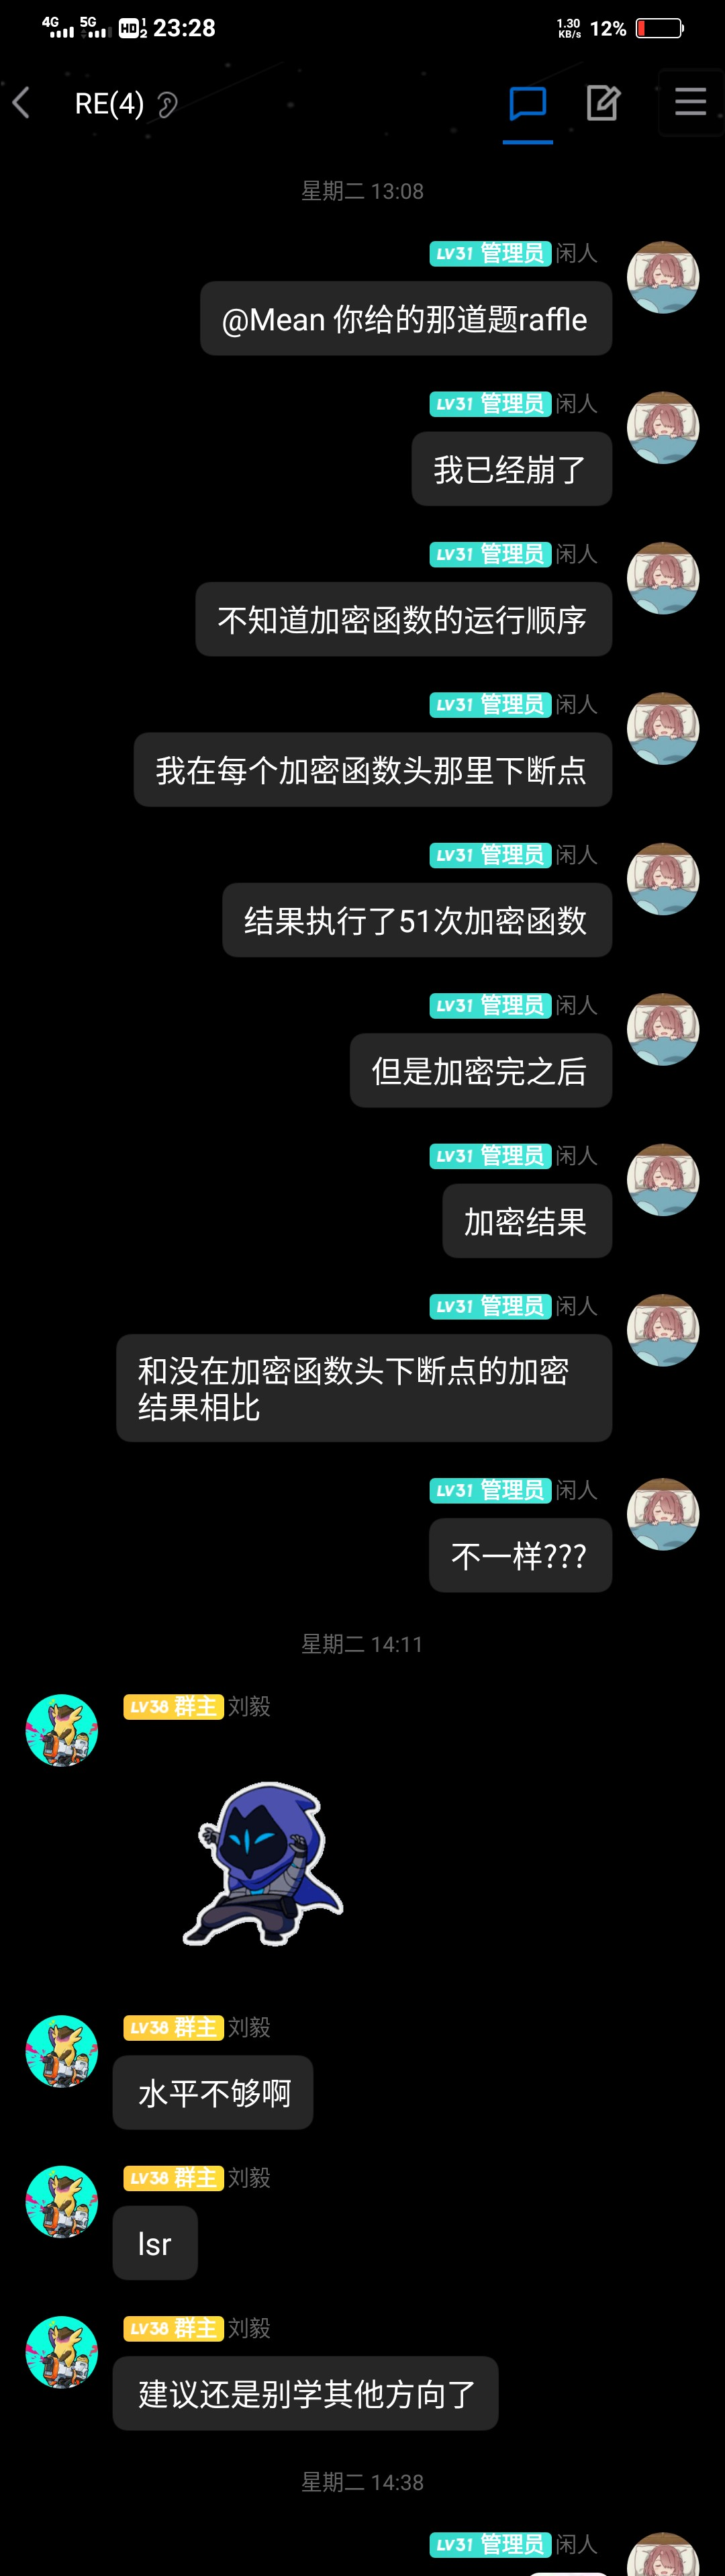 4G 5G HD 1 2 23:28 1.30 KB/s 12%
RE(4)
星期二 13:08
LV31 管理员 闲人
@Mean 你给的那道题raffle
LV31 管理员 闲人
我已经崩了
LV31 管理员 闲人
不知道加密函数的运行顺序
LV31 管理员 闲人
我在每个加密函数头那里下断点
LV31 管理员 闲人
结果执行了51次加密函数
LV31 管理员 闲人
但是加密完之后
LV31 管理员 闲人
加密结果
LV31 管理员 闲人
和没在加密函数头下断点的加密
结果相比
LV31 管理员 闲人
不一样???
星期二 14:11
LV38 群主 刘毅
LV38 群主 刘毅
水平不够啊
LV38 群主 刘毅
lsr
LV38 群主 刘毅
建议还是别学其他方向了
星期二 14:38
LV31 管理员 闲人